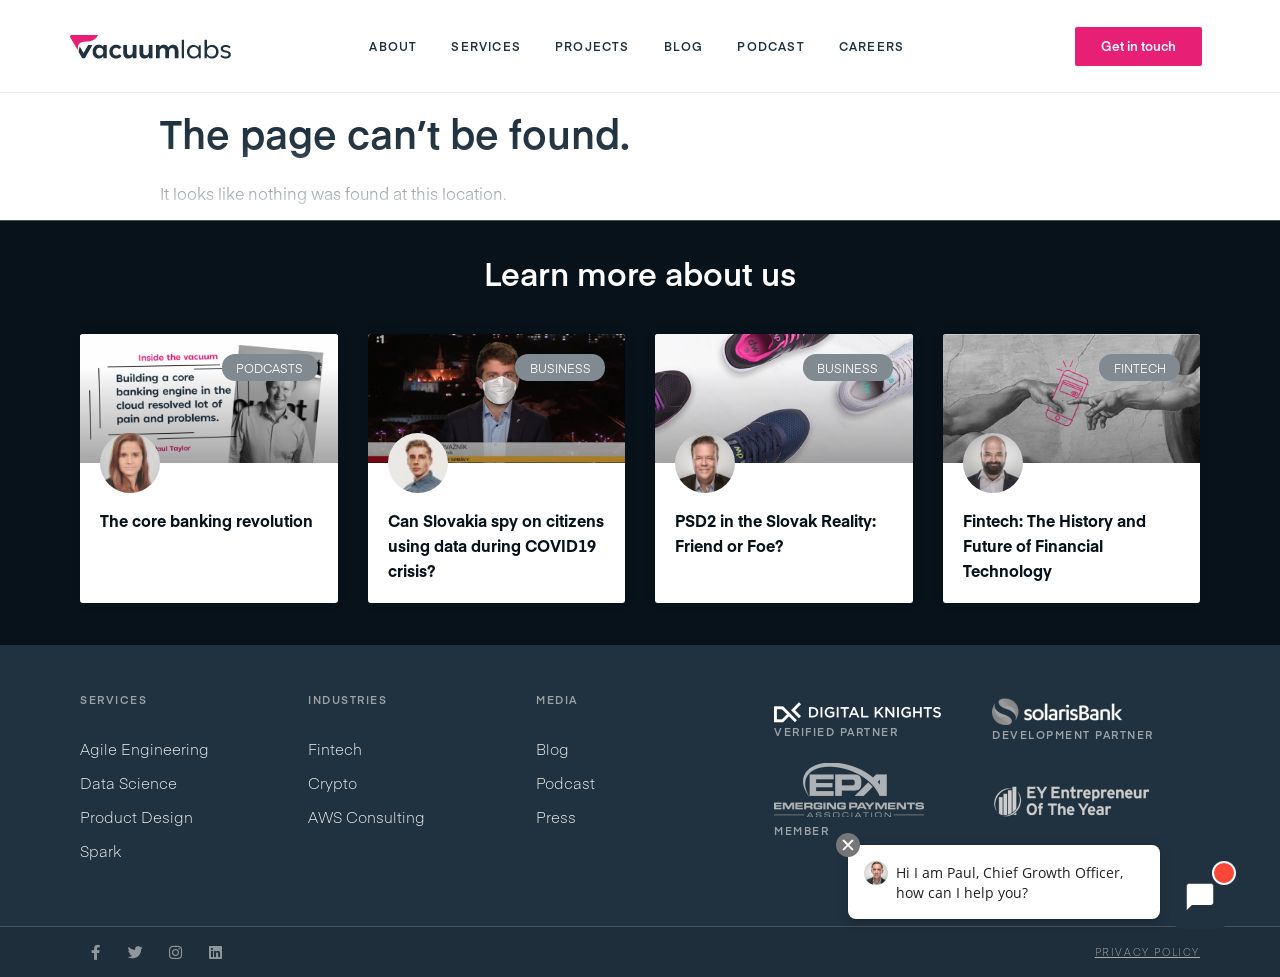 vacuumlabs
ABOUT SERVICES PROJECTS BLOG PODCAST CAREERS
Get in touch
The page can’t be found.
It looks like nothing was found at this location.
Learn more about us
Inside the vacuum
Building a core
banking engine in the
cloud resolved lot of
pain and problems.
Paul Taylor
PODCASTS
The core banking revolution
:1
BUSINESS
Can Slovakia spy on citizens
using data during COVID19
crisis?
BUSINESS
PSD2 in the Slovak Reality:
Friend or Foe?
FINTECH
Fintech: The History and
Future of Financial
Technology
SERVICES
Agile Engineering
Data Science
Product Design
Spark
INDUSTRIES
Fintech
Crypto
AWS Consulting
MEDIA
Blog
Podcast
Press
DIGITAL KNIGHTS
VERIFIED PARTNER
solarisBank
DEVELOPMENT PARTNER
EPA
EMERGING PAYMENTS
ASSOCIATION
MEMBER
EY Entrepreneur
Of The Year
Hi I am Paul, Chief Growth Officer,
how can I help you?
PRIVACY POLICY